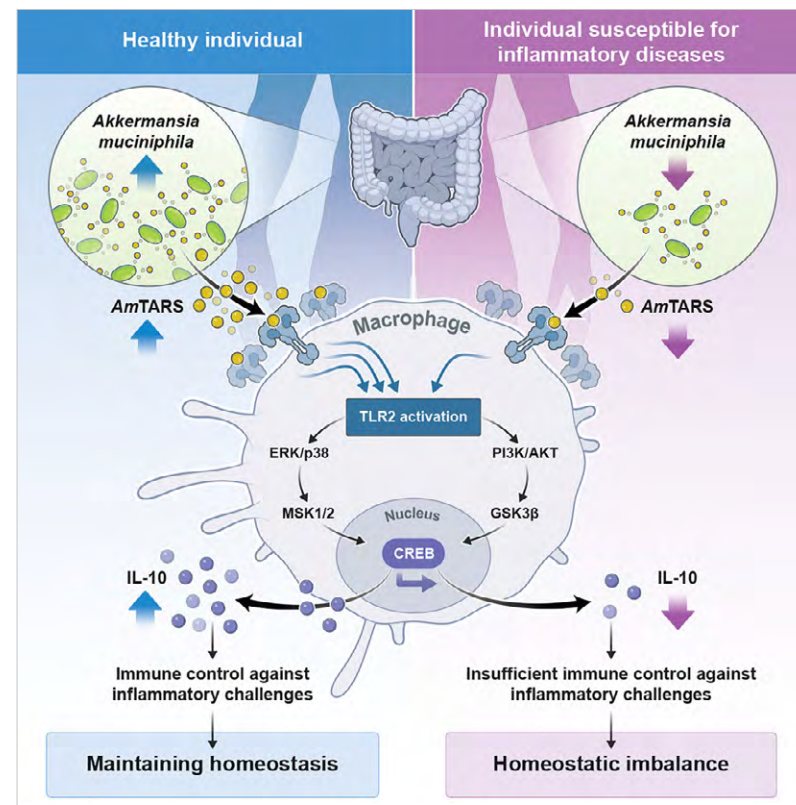 Healthy individual
Individual susceptible for
inflammatory diseases
Akkermansia
muciniphila
Akkermansia
muciniphila
AmTARS
AmTARS
Macrophage
TLR2 activation
ERK/p38
PI3K/AKT
MSK1/2
GSK3β
Nucleus
CREB
IL-10
IL-10
Immune control against
inflammatory challenges
Insufficient immune control against
inflammatory challenges
Maintaining homeostasis
Homeostatic imbalance